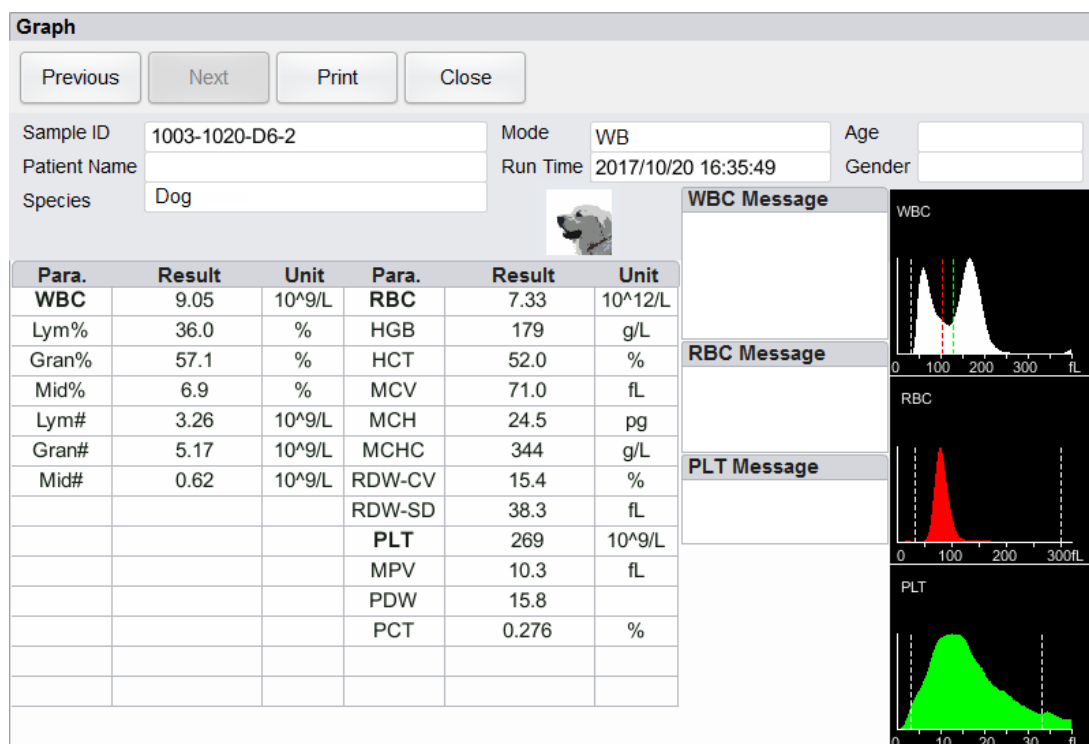 Graph
Previous Next Print Close
Sample ID 1003-1020-D6-2 Mode WB Age
Patient Name Run Time 2017/10/20 16:35:49 Gender
Species Dog
WBC Message
RBC Message
PLT Message
Para. Result Unit Para. Result Unit
WBC 9.05 10^9/L RBC 7.33 10^12/L
Lym% 36.0 % HGB 179 g/L
Gran% 57.1 % HCT 52.0 %
Mid% 6.9 % MCV 71.0 fL
Lym# 3.26 10^9/L MCH 24.5 pg
Gran# 5.17 10^9/L MCHC 344 g/L
Mid# 0.62 10^9/L RDW-CV 15.4 %
RDW-SD 38.3 fL
PLT 269 10^9/L
MPV 10.3 fL
PDW 15.8
PCT 0.276 %
WBC
0 100 200 300 fL
RBC
0 100 200 300fL
PLT
0 10 20 30 fL